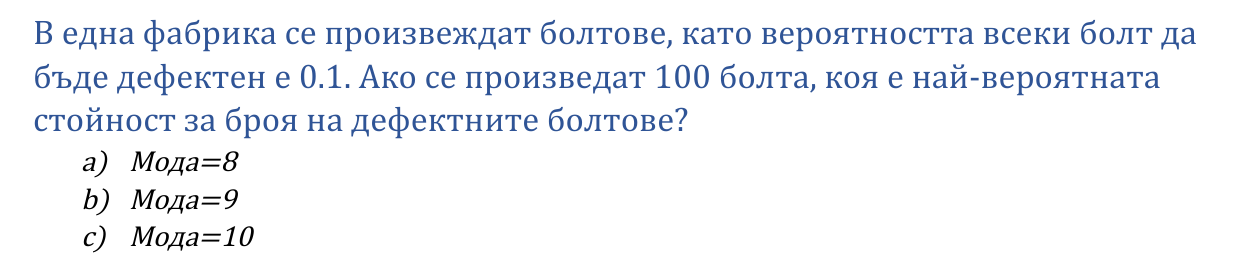 В една фабрика се произвеждат болтове, като вероятността всеки болт да
бъде дефектен е 0.1. Ако се произведат 100 болта, коя е най-вероятната
стойност за броя на дефектните болтове?
a) Мода=8
b) Мода=9
c) Мода=10